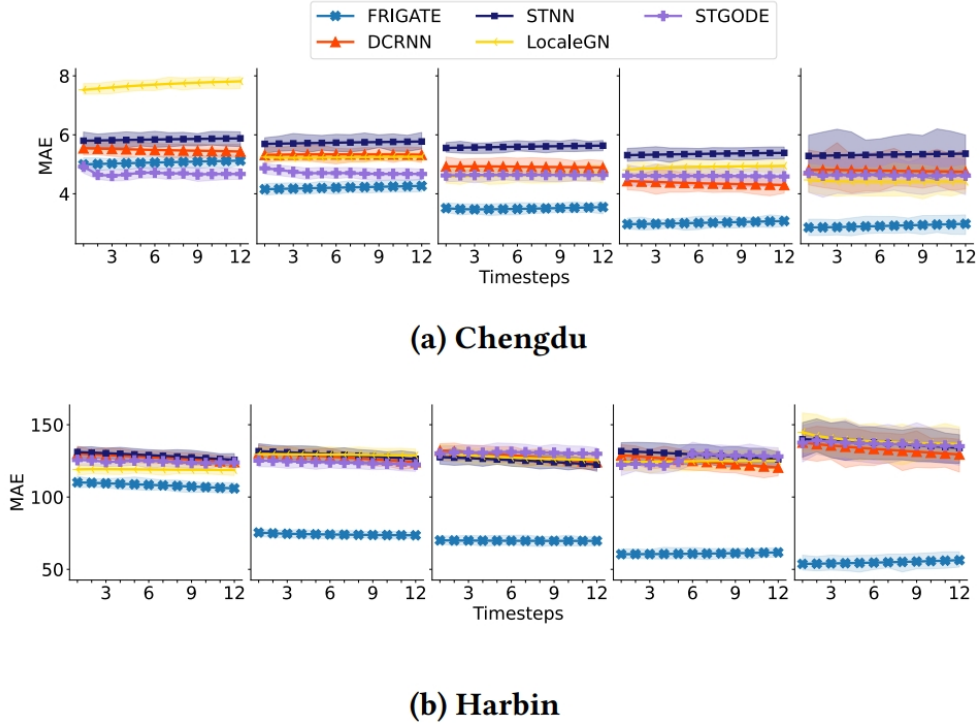 FRIGATE STNN STGODE
DCRNN LocaleGN
8
6
4
MAE
3 6 9 12 3 6 9 12 3 6 9 12 3 6 9 12 3 6 9 12
Timesteps
(a) Chengdu
150
100
50
MAE
3 6 9 12 3 6 9 12 3 6 9 12 3 6 9 12 3 6 9 12
Timesteps
(b) Harbin